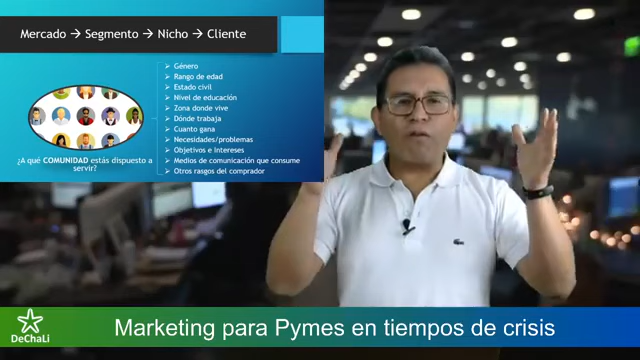 Mercado → Segmento → Nicho → Cliente
➢ Género
➢ Rango de edad
➢ Estado civil
➢ Nivel de educación
➢ Zona donde vive
➢ Dónde trabaja
➢ Cuanto gana
➢ Necesidades/problemas
➢ Objetivos e Intereses
➢ Medios de comunicación que consume
➢ Otros rasgos del comprador
¿A qué COMUNIDAD estás dispuesto a
servir?
DeChaLi
Marketing para Pymes en tiempos de crisis